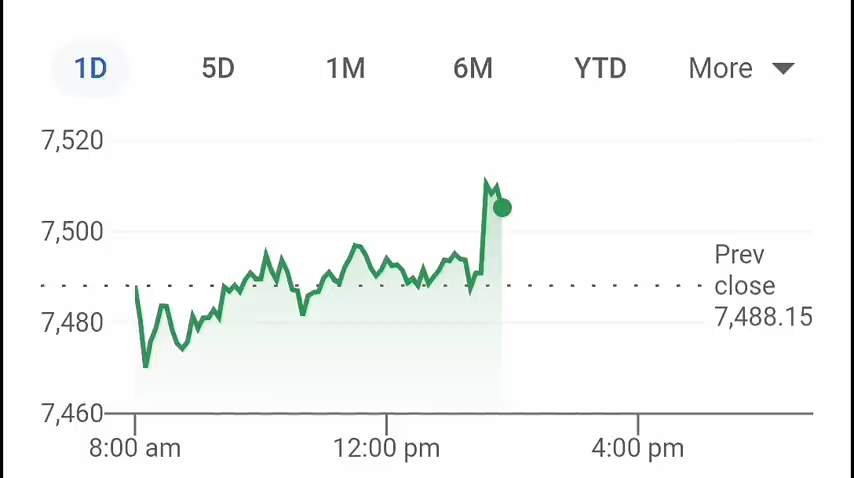 1D 5D 1M 6M YTD More
7,520
7,500
Prev
close
7,488.15
7,480
7,460
8:00 am 12:00 pm 4:00 pm